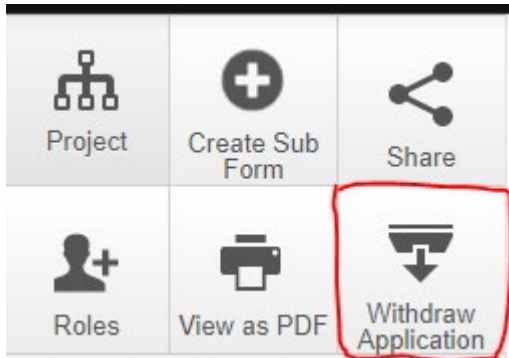 Project
Create Sub
Form
Share
Roles
View as PDF
Withdraw
Application